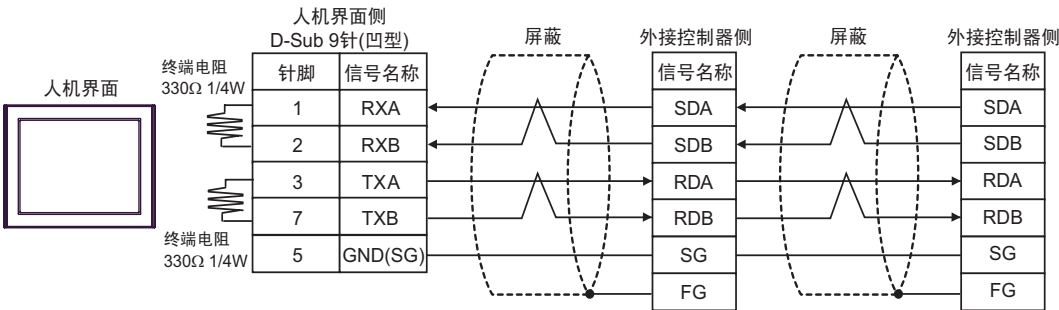 人机界面侧
D-Sub 9针(凹型)
屏蔽
外接控制器侧
屏蔽
外接控制器侧
人机界面
终端电阻
330Ω 1/4W
针脚
信号名称
信号名称
信号名称
1
RXA
SDA
SDA
2
RXB
SDB
SDB
3
TXA
RDA
RDA
7
TXB
RDB
RDB
终端电阻
330Ω 1/4W
5
GND(SG)
SG
SG
FG
FG